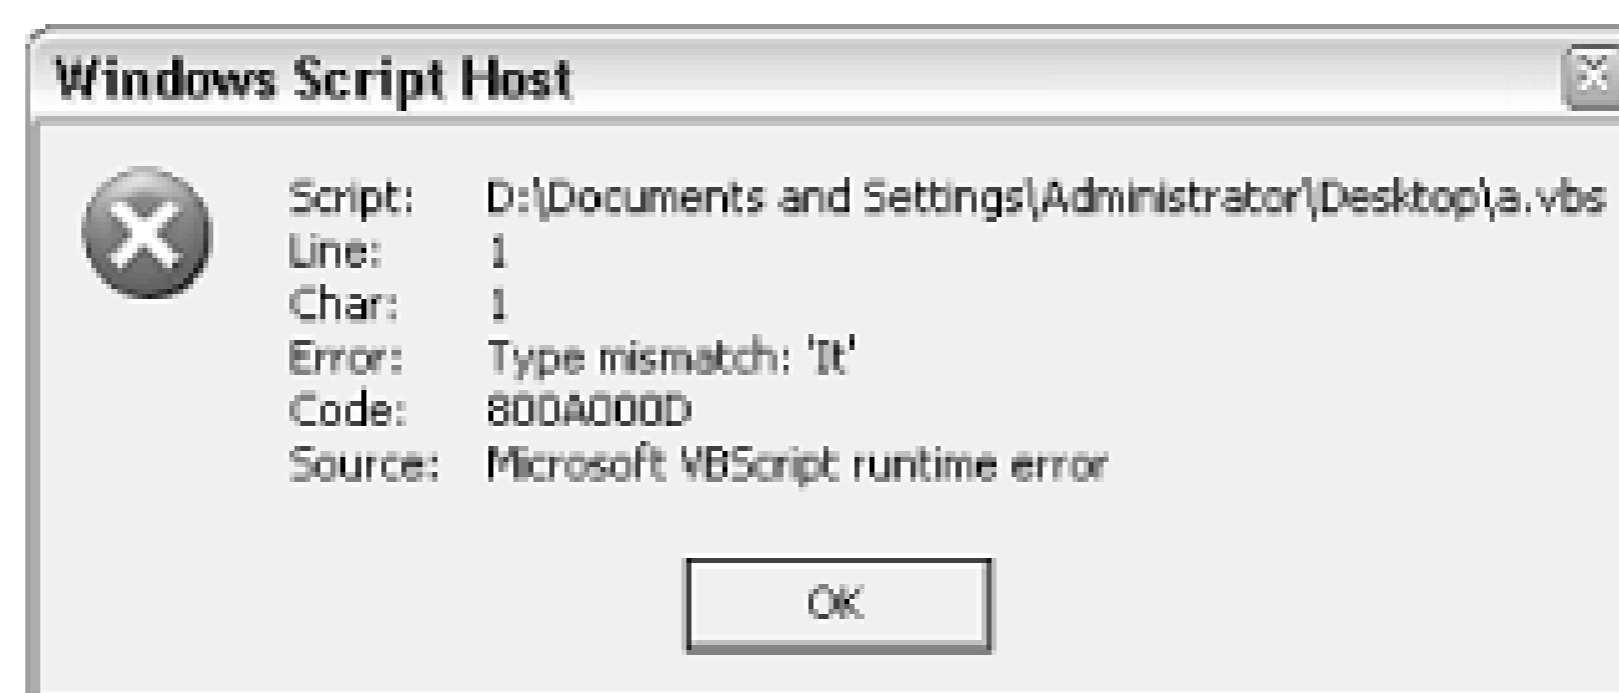 Windows Script Host
Script: D:\Documents and Settings\Administrator\Desktop\a.vbs
Line: 1
Char: 1
Error: Type mismatch: 'It'
Code: 800A000D
Source: Microsoft VBScript runtime error
OK